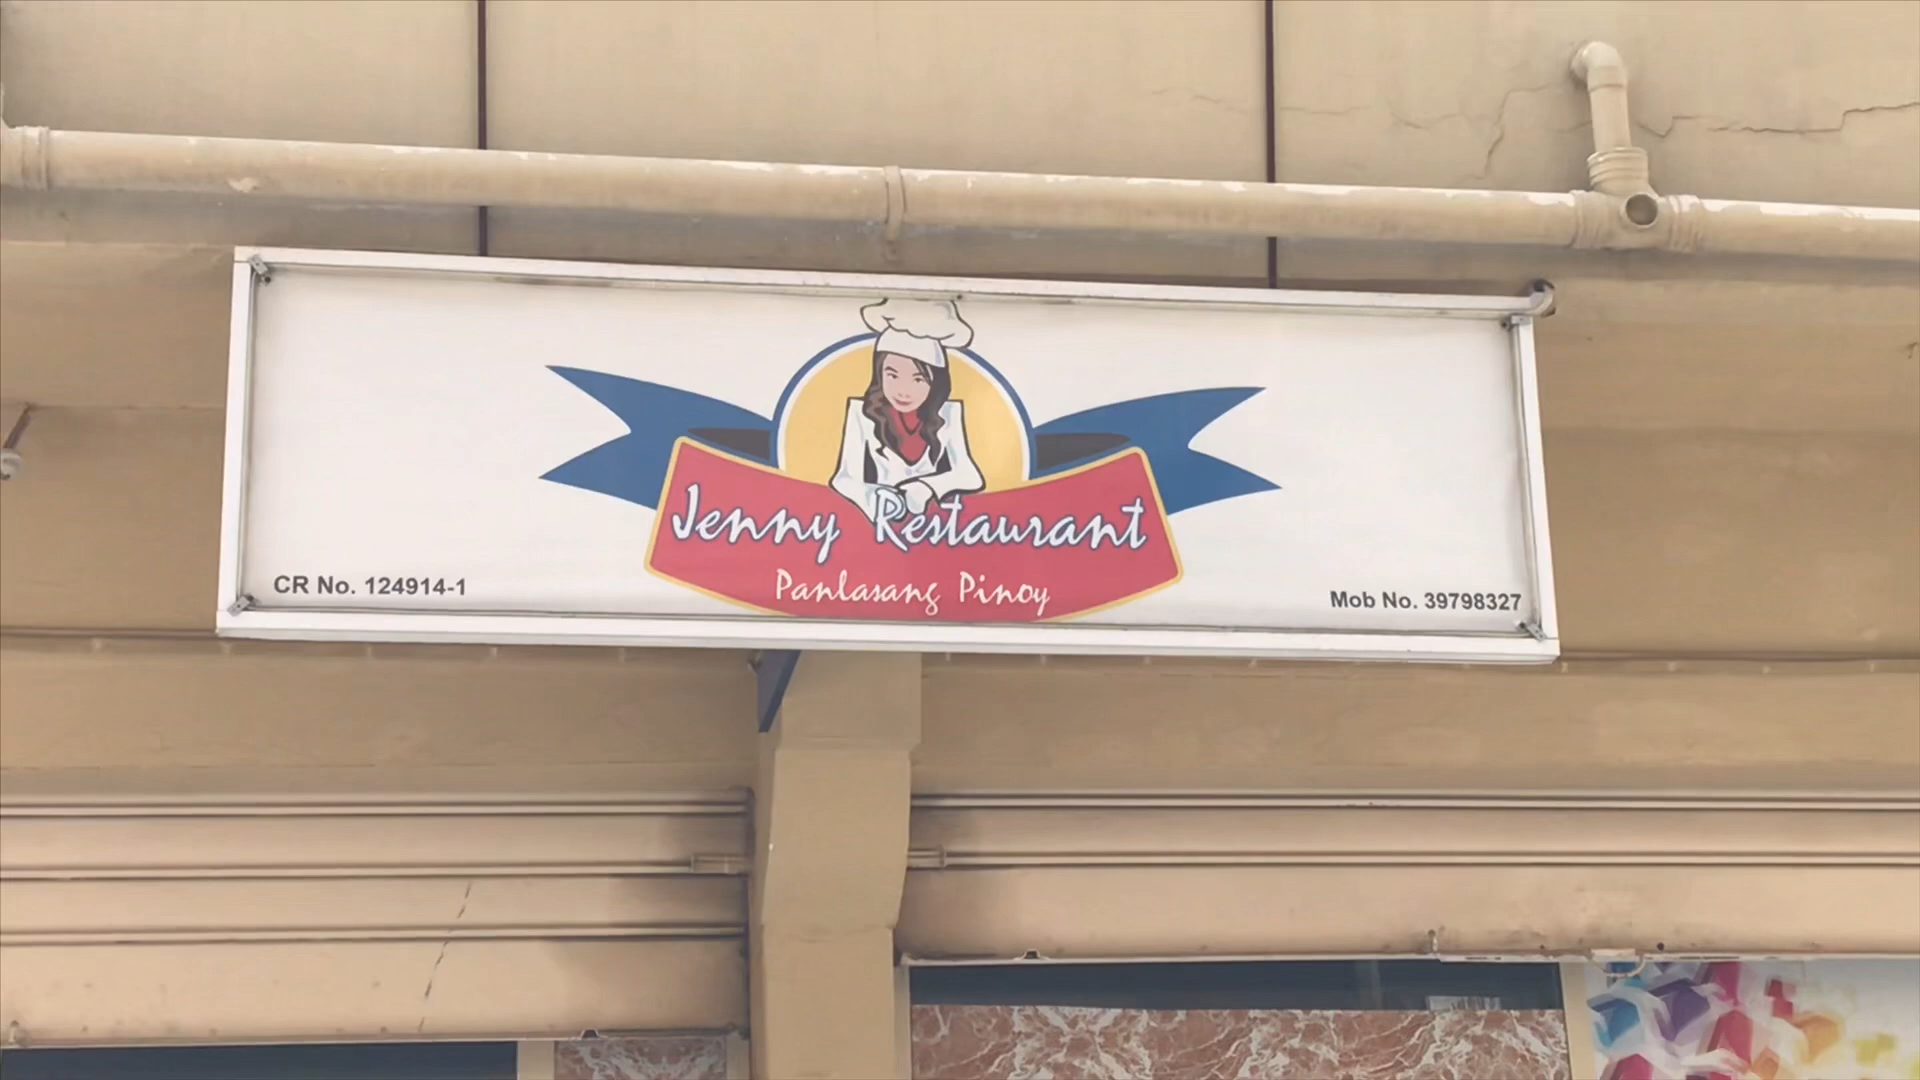 Jenny Restaurant
Panlasang Pinoy
CR No. 124914-1
Mob No. 39798327